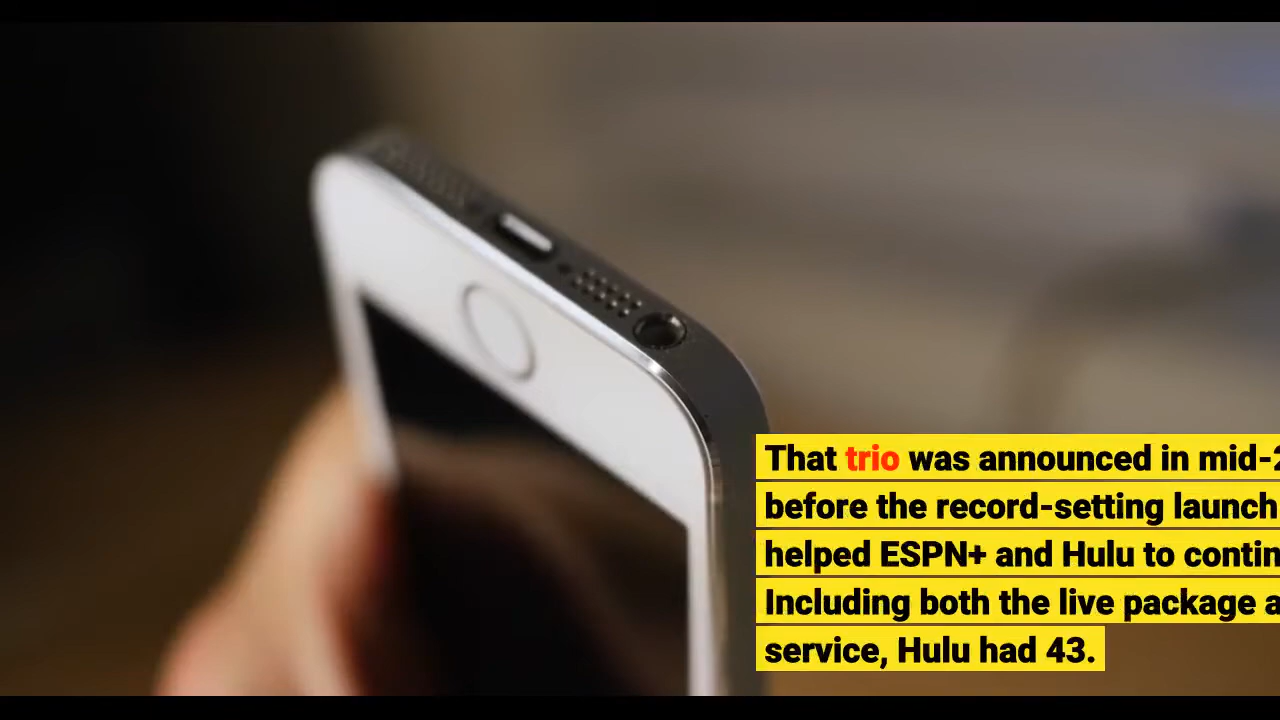 That trio was announced in mid-2
before the record-setting launch
helped ESPN+ and Hulu to contin
Including both the live package a
service, Hulu had 43.